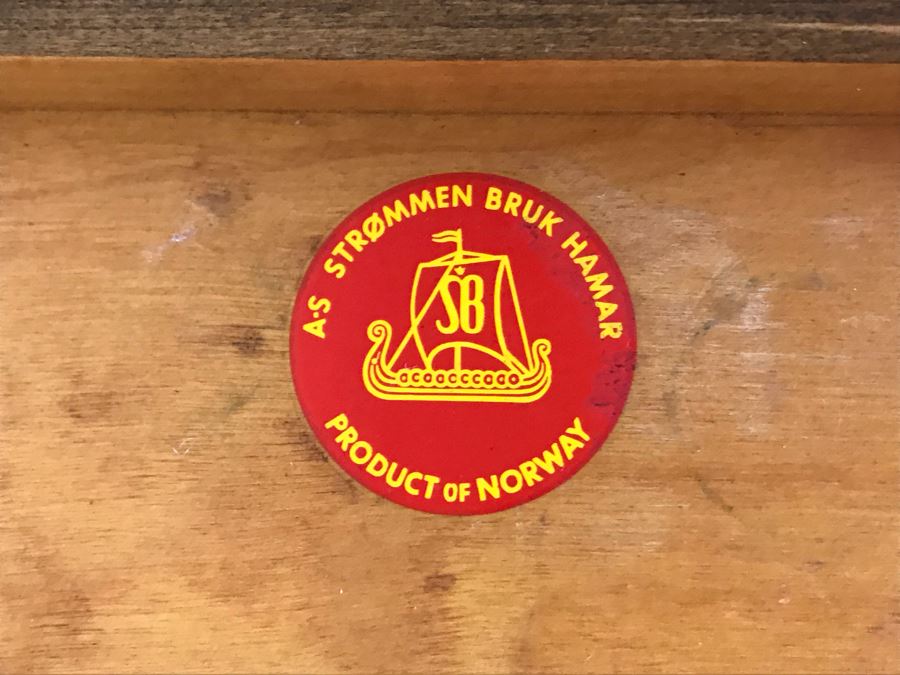 A·S STRØMMEN BRUK HAMAR
SB
PRODUCT OF NORWAY